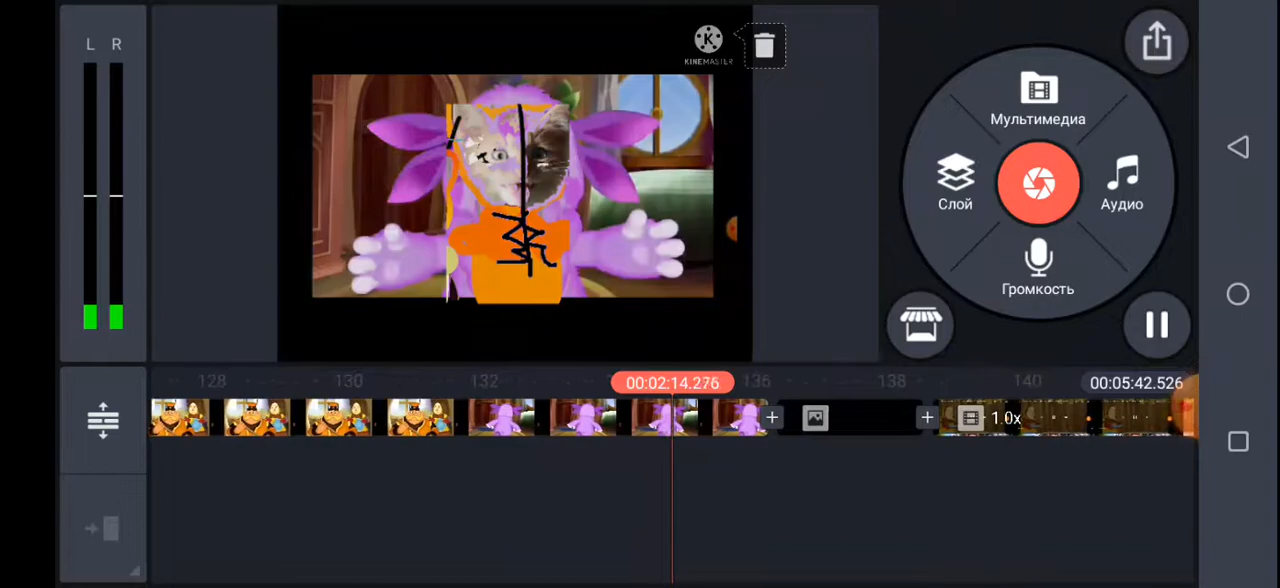 L R
K
KINEMASTER
Мультимедиа
Слой
Аудио
Громкость
128 130 132 00:02:14.276 136 138 140 00:05:42.526
1.0x